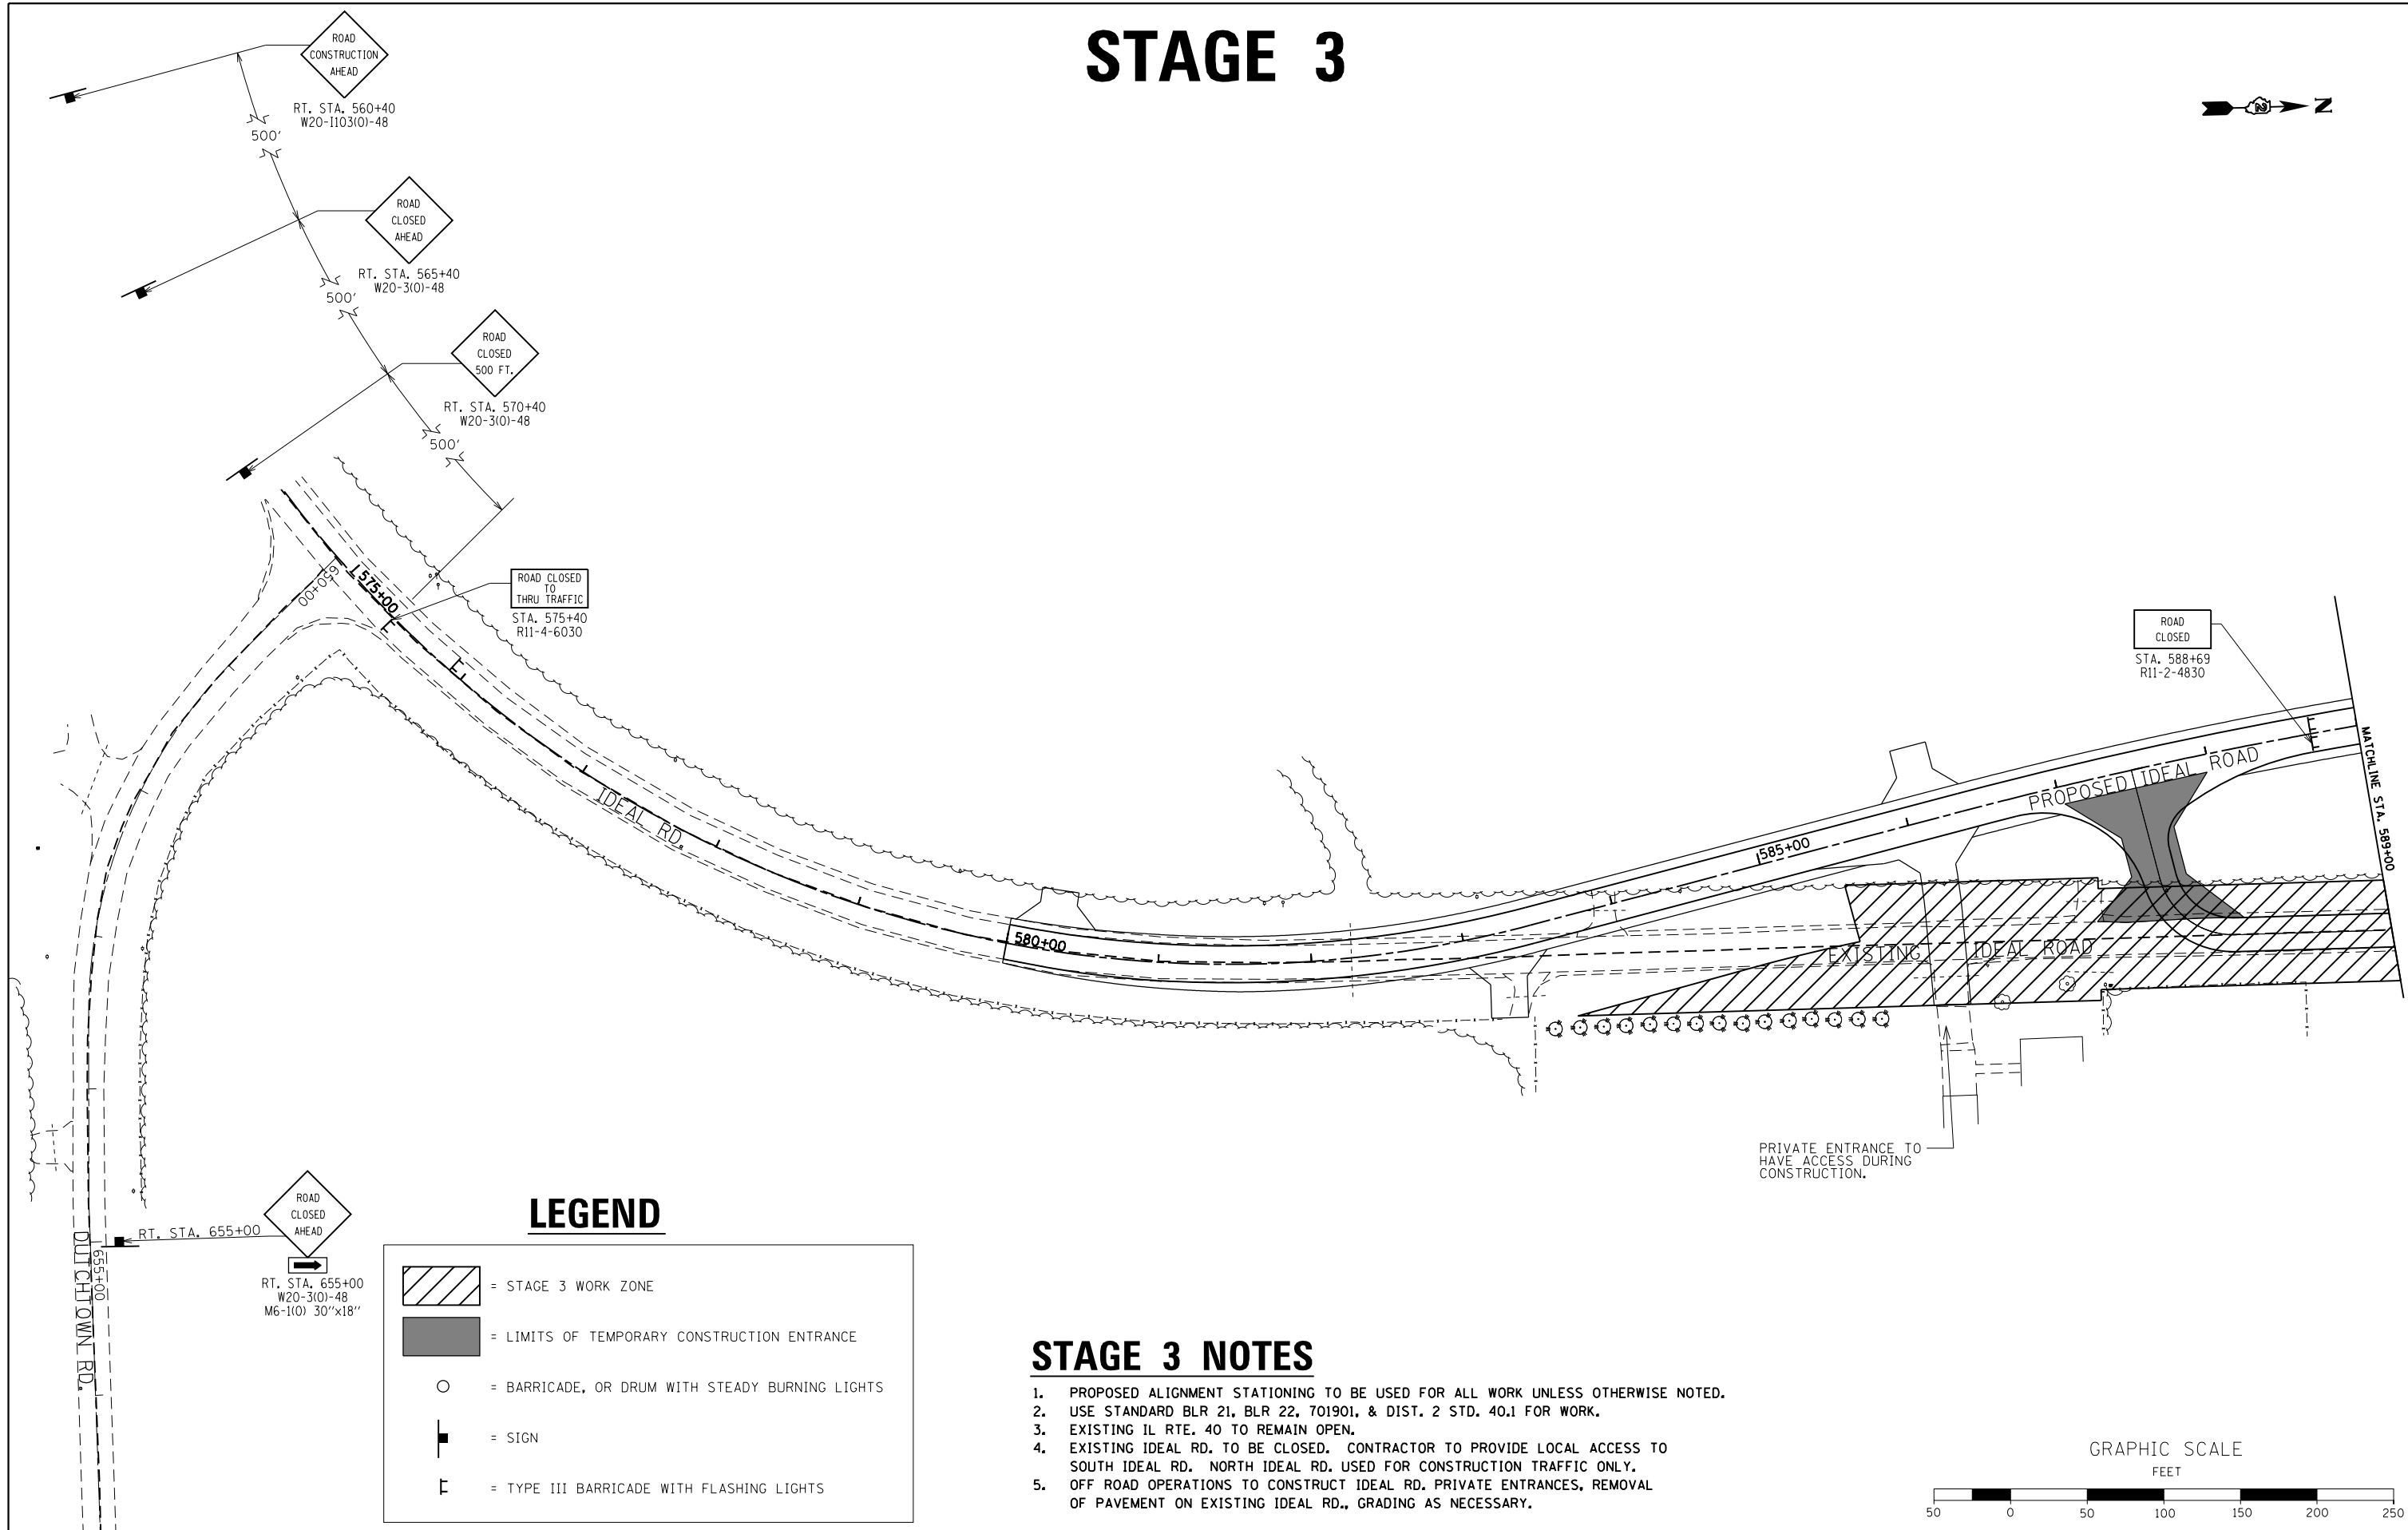 STAGE 3
ROAD
CONSTRUCTION
AHEAD
RT. STA. 560+40
W20-I103(O)-48
500'
ROAD
CLOSED
AHEAD
RT. STA. 565+40
W20-3(O)-48
500'
ROAD
CLOSED
500 FT.
RT. STA. 570+40
W20-3(O)-48
500'
N
2
650+00
575+00
ROAD CLOSED
TO
THRU TRAFFIC
STA. 575+40
R11-4-6030
IDEAL RD.
580+00
585+00
ROAD
CLOSED
STA. 588+69
R11-2-4830
PROPOSED IDEAL ROAD
MATCHLINE STA. 589+00
EXISTING IDEAL ROAD
PRIVATE ENTRANCE TO
HAVE ACCESS DURING
CONSTRUCTION.
ROAD
CLOSED
AHEAD
RT. STA. 655+00
RT. STA. 655+00
W20-3(O)-48
M6-1(O) 30"x18"
655+00
DUTCHTOWN RD.
LEGEND
= STAGE 3 WORK ZONE
= LIMITS OF TEMPORARY CONSTRUCTION ENTRANCE
= BARRICADE, OR DRUM WITH STEADY BURNING LIGHTS
= SIGN
= TYPE III BARRICADE WITH FLASHING LIGHTS
STAGE 3 NOTES
1. PROPOSED ALIGNMENT STATIONING TO BE USED FOR ALL WORK UNLESS OTHERWISE NOTED.
2. USE STANDARD BLR 21, BLR 22, 701901, & DIST. 2 STD. 40.1 FOR WORK.
3. EXISTING IL RTE. 40 TO REMAIN OPEN.
4. EXISTING IDEAL RD. TO BE CLOSED. CONTRACTOR TO PROVIDE LOCAL ACCESS TO
SOUTH IDEAL RD. NORTH IDEAL RD. USED FOR CONSTRUCTION TRAFFIC ONLY.
5. OFF ROAD OPERATIONS TO CONSTRUCT IDEAL RD. PRIVATE ENTRANCES, REMOVAL
OF PAVEMENT ON EXISTING IDEAL RD., GRADING AS NECESSARY.
GRAPHIC SCALE
FEET
50 0 50 100 150 200 250